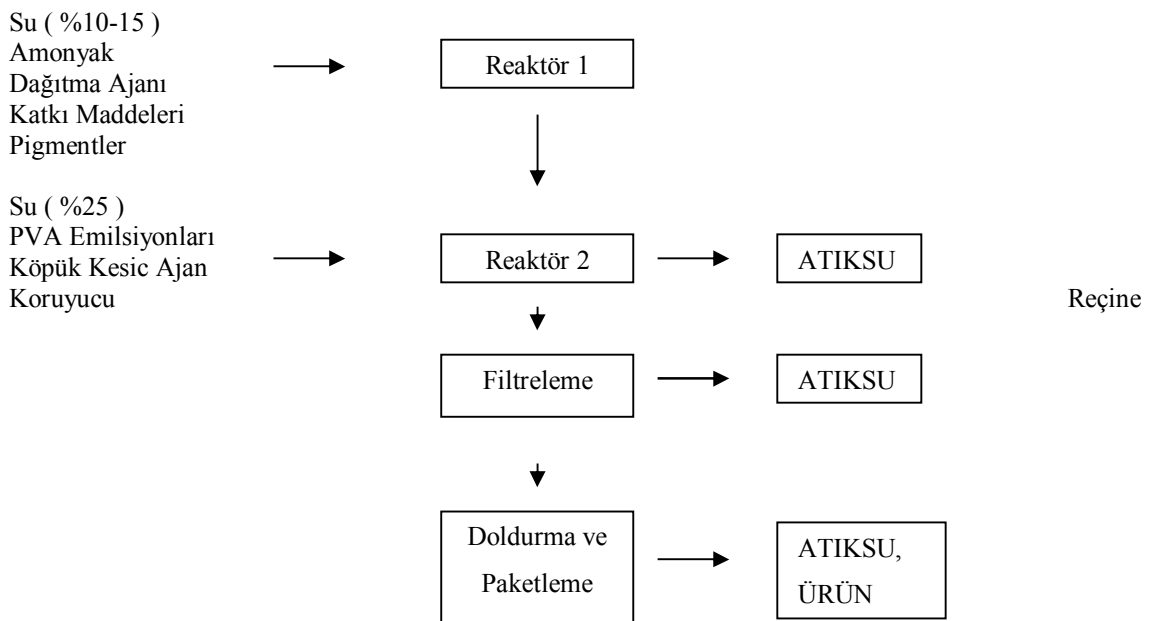 Su ( %10-15 )
Amonyak
Dağıtma Ajanı
Katkı Maddeleri
Pigmentler
Reaktör 1
Su ( %25 )
PVA Emilsiyonları
Köpük Kesic Ajan
Koruyucu
Reaktör 2
ATIKSU
Reçine
Filtreleme
ATIKSU
Doldurma ve
Paketleme
ATIKSU,
ÜRÜN